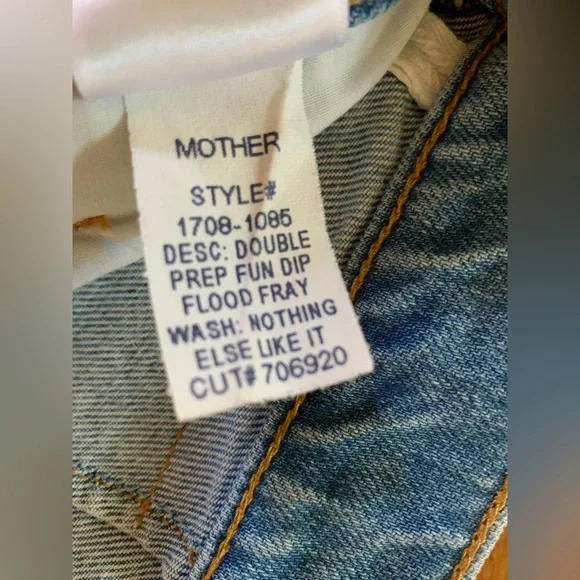 MOTHER
STYLE#
1708-1085
DESC: DOUBLE
PREP FUN DIP
FLOOD FRAY
WASH: NOTHING
ELSE LIKE IT
CUT# 706920